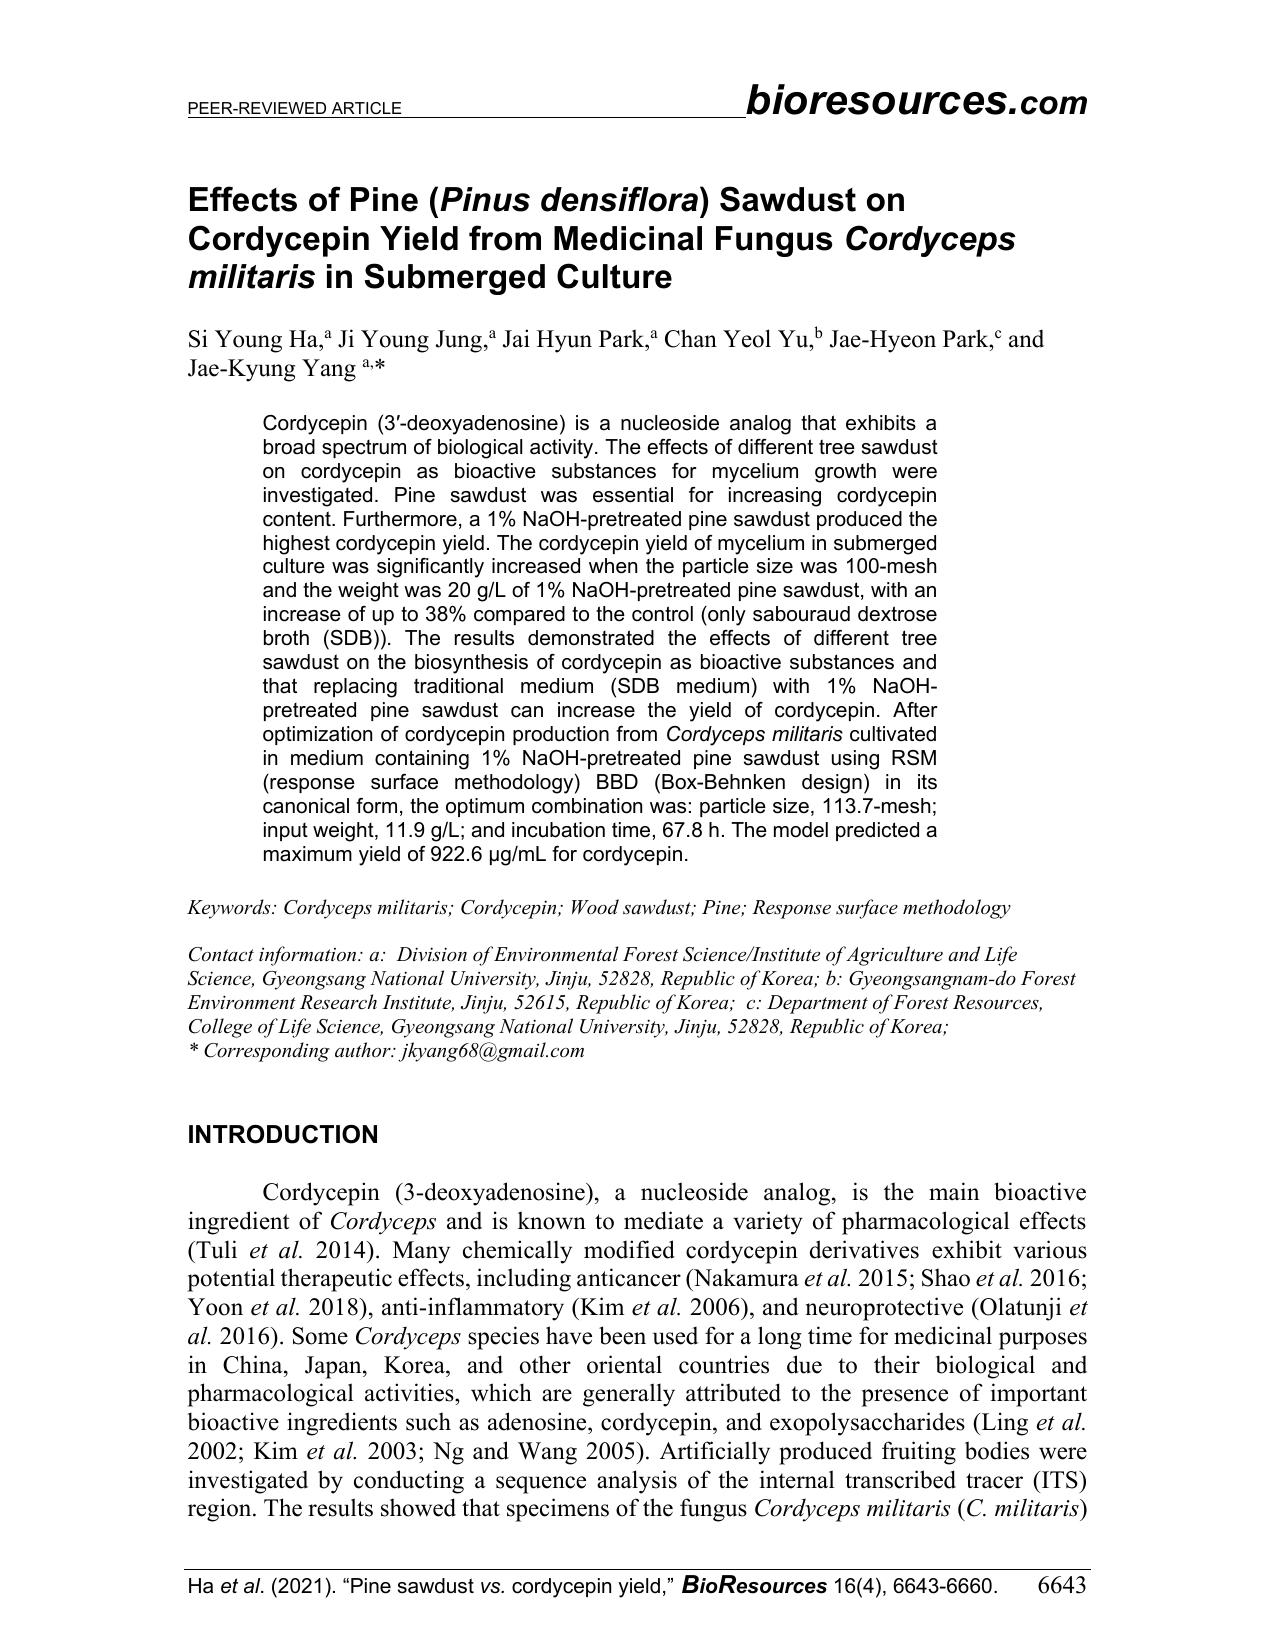 PEER-REVIEWED ARTICLE bioresources.com
Effects of Pine (Pinus densiflora) Sawdust on
Cordycepin Yield from Medicinal Fungus Cordyceps
militaris in Submerged Culture
Si Young Ha,a Ji Young Jung,a Jai Hyun Park,a Chan Yeol Yu,b Jae-Hyeon Park,c and
Jae-Kyung Yang a,*
Cordycepin (3′-deoxyadenosine) is a nucleoside analog that exhibits a
broad spectrum of biological activity. The effects of different tree sawdust
on cordycepin as bioactive substances for mycelium growth were
investigated. Pine sawdust was essential for increasing cordycepin
content. Furthermore, a 1% NaOH-pretreated pine sawdust produced the
highest cordycepin yield. The cordycepin yield of mycelium in submerged
culture was significantly increased when the particle size was 100-mesh
and the weight was 20 g/L of 1% NaOH-pretreated pine sawdust, with an
increase of up to 38% compared to the control (only sabouraud dextrose
broth (SDB)). The results demonstrated the effects of different tree
sawdust on the biosynthesis of cordycepin as bioactive substances and
that replacing traditional medium (SDB medium) with 1% NaOH-
pretreated pine sawdust can increase the yield of cordycepin. After
optimization of cordycepin production from Cordyceps militaris cultivated
in medium containing 1% NaOH-pretreated pine sawdust using RSM
(response surface methodology) BBD (Box-Behnken design) in its
canonical form, the optimum combination was: particle size, 113.7-mesh;
input weight, 11.9 g/L; and incubation time, 67.8 h. The model predicted a
maximum yield of 922.6 µg/mL for cordycepin.
Keywords: Cordyceps militaris; Cordycepin; Wood sawdust; Pine; Response surface methodology
Contact information: a: Division of Environmental Forest Science/Institute of Agriculture and Life
Science, Gyeongsang National University, Jinju, 52828, Republic of Korea; b: Gyeongsangnam-do Forest
Environment Research Institute, Jinju, 52615, Republic of Korea; c: Department of Forest Resources,
College of Life Science, Gyeongsang National University, Jinju, 52828, Republic of Korea;
* Corresponding author: jkyang68@gmail.com
INTRODUCTION
Cordycepin (3-deoxyadenosine), a nucleoside analog, is the main bioactive
ingredient of Cordyceps and is known to mediate a variety of pharmacological effects
(Tuli et al. 2014). Many chemically modified cordycepin derivatives exhibit various
potential therapeutic effects, including anticancer (Nakamura et al. 2015; Shao et al. 2016;
Yoon et al. 2018), anti-inflammatory (Kim et al. 2006), and neuroprotective (Olatunji et
al. 2016). Some Cordyceps species have been used for a long time for medicinal purposes
in China, Japan, Korea, and other oriental countries due to their biological and
pharmacological activities, which are generally attributed to the presence of important
bioactive ingredients such as adenosine, cordycepin, and exopolysaccharides (Ling et al.
2002; Kim et al. 2003; Ng and Wang 2005). Artificially produced fruiting bodies were
investigated by conducting a sequence analysis of the internal transcribed tracer (ITS)
region. The results showed that specimens of the fungus Cordyceps militaris (C. militaris)
Ha et al. (2021). “Pine sawdust vs. cordycepin yield,” BioResources 16(4), 6643-6660. 6643